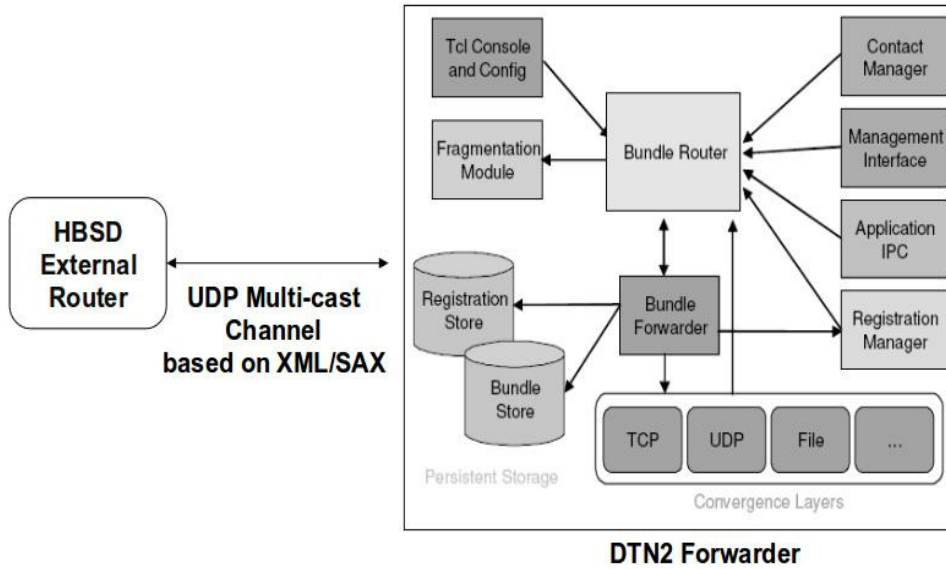 HBSD
External
Router
UDP Multi-cast
Channel
based on XML/SAX
Tcl Console
and Config
Fragmentation
Module
Bundle Router
Contact
Manager
Management
Interface
Application
IPC
Registration
Manager
Registration
Store
Bundle
Store
Persistent Storage
Bundle
Forwarder
TCP
UDP
File
...
Convergence Layers
DTN2 Forwarder